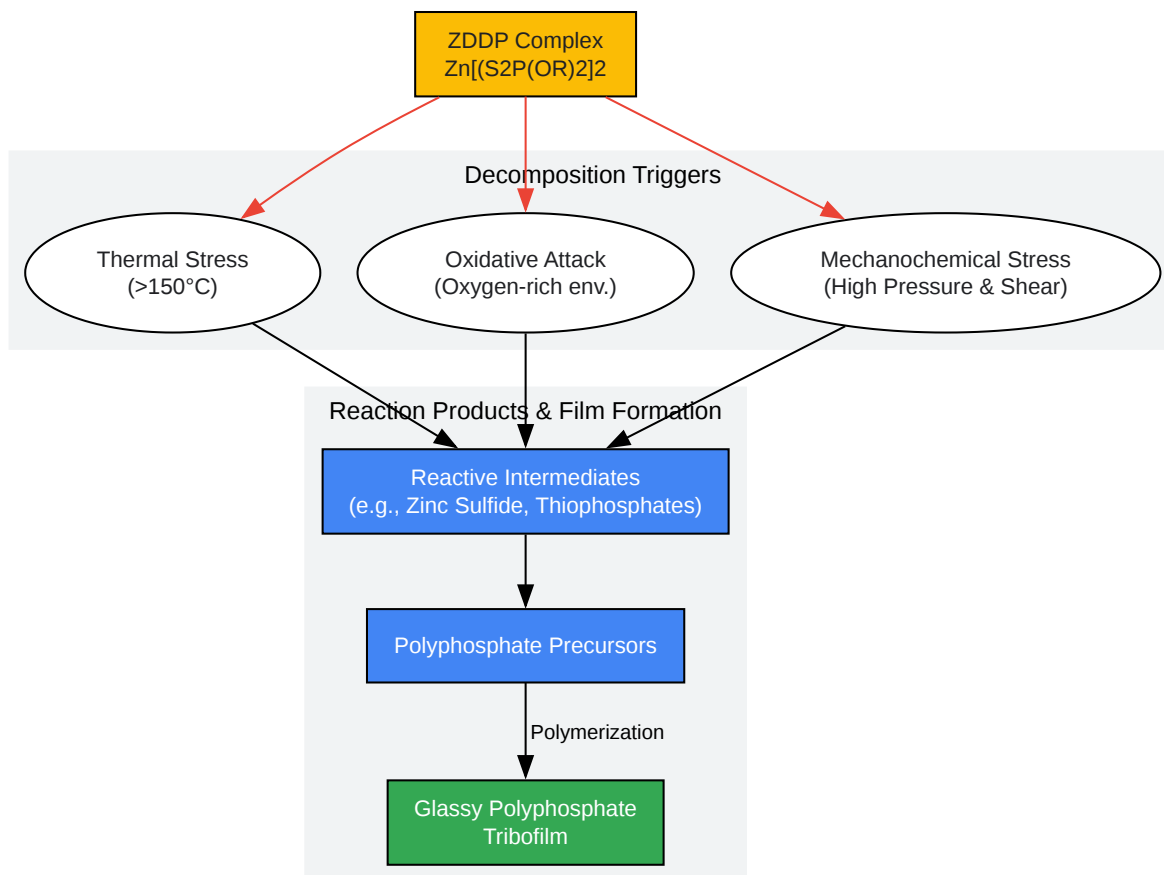 ZDDP Complex
Zn[(S2P(OR)2]2
Decomposition Triggers
Thermal Stress
(>150°C)
Oxidative Attack
(Oxygen-rich env.)
Mechanochemical Stress
(High Pressure & Shear)
Reaction Products & Film Formation
Reactive Intermediates
(e.g., Zinc Sulfide, Thiophosphates)
Polyphosphate Precursors
Polymerization
Glassy Polyphosphate
Tribofilm